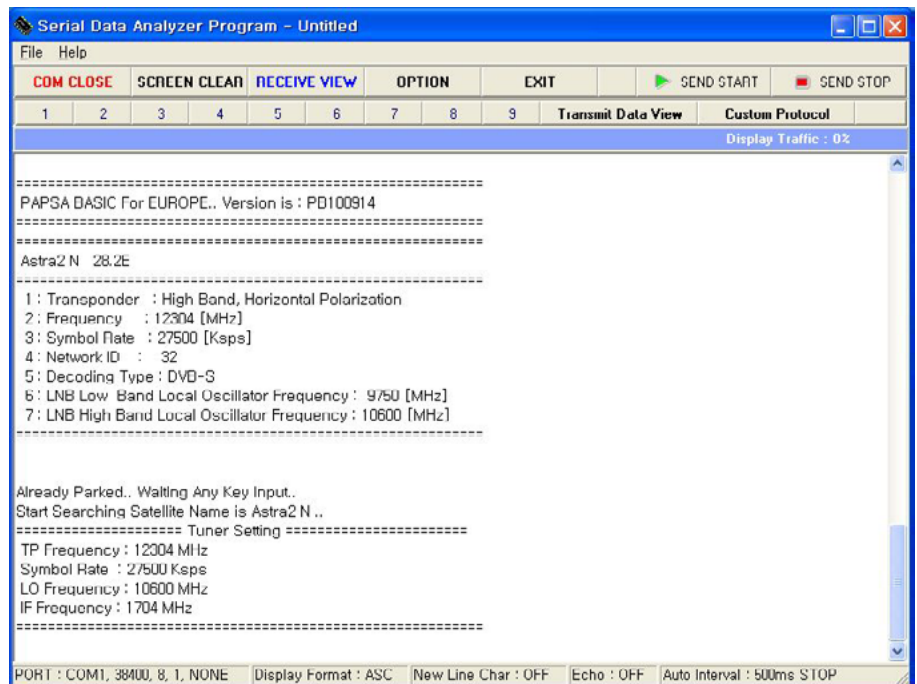 Serial Data Analyzer Program - Untitled
File Help
COM CLOSE SCREEN CLEAR RECEIVE VIEW OPTION EXIT SEND START SEND STOP
1 2 3 4 5 6 7 8 9 Transmit Data View Custom Protocol
Display Traffic : 0%
============================================================
PAPSA BASIC For EUROPE.. Version is : PB100914
============================================================
============================================================
Astra2 N 28.2E
============================================================
1 : Transponder : High Band, Horizontal Polarization
2 : Frequency : 12304 [MHz]
3 : Symbol Rate : 27500 [Ksps]
4 : Network ID : 32
5 : Decoding Type : DVB-S
6 : LNB Low Band Local Oscillator Frequency : 9750 [MHz]
7 : LNB High Band Local Oscillator Frequency : 10600 [MHz]
============================================================
Already Parked.. Waiting Any Key Input..
Start Searching Satellite Name is Astra2 N ..
===================== Tuner Setting =======================
TP Frequency : 12304 MHz
Symbol Rate : 27500 Ksps
LO Frequency : 10600 MHz
IF Frequency : 1704 MHz
============================================================
PORT : COM1, 38400, 8, 1, NONE Display Format : ASC New Line Char : OFF Echo : OFF Auto Interval : 500ms STOP